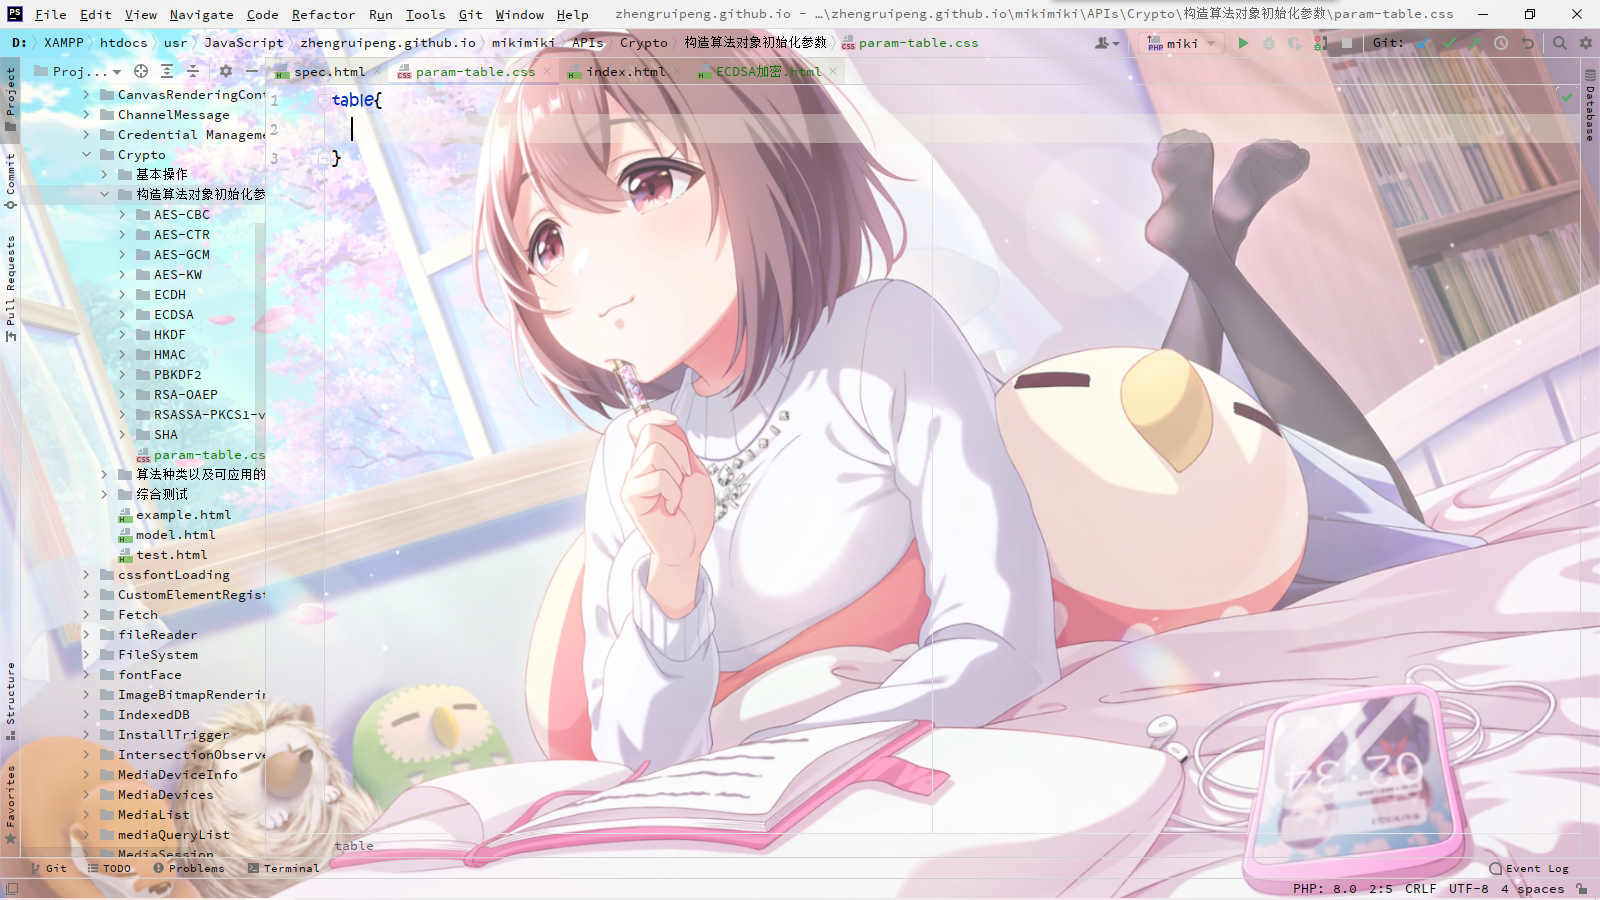 PS File Edit View Navigate Code Refactor Run Tools Git Window Help zhengruipeng.github.io - …\zhengruipeng.github.io\mikimiki\APIs\Crypto\构造算法对象初始化参数\param-table.css
D: XAMPP htdocs usr JavaScript zhengruipeng.github.io mikimiki APIs Crypto 构造算法对象初始化参数 param-table.css miki Git:
Proj... spec.html param-table.css index.html ECDSA加密.html
Project
Commit
Pull Requests
Structure
Favorites
CanvasRenderingCont
ChannelMessage
Credential Manageme
Crypto
基本操作
构造算法对象初始化参
AES-CBC
AES-CTR
AES-GCM
AES-KW
ECDH
ECDSA
HKDF
HMAC
PBKDF2
RSA-OAEP
RSASSA-PKCS1-v
SHA
param-table.cs
算法种类以及可应用的
综合测试
example.html
model.html
test.html
cssfontLoading
CustomElementRegist
Fetch
fileReader
FileSystem
fontFace
ImageBitmapRenderin
IndexedDB
InstallTrigger
IntersectionObserve
MediaDeviceInfo
MediaDevices
MediaList
mediaQueryList
MediaSession
1 table{
2
3 }
table
Database
02:34
Git TODO Problems Terminal Event Log
PHP: 8.0 2:5 CRLF UTF-8 4 spaces